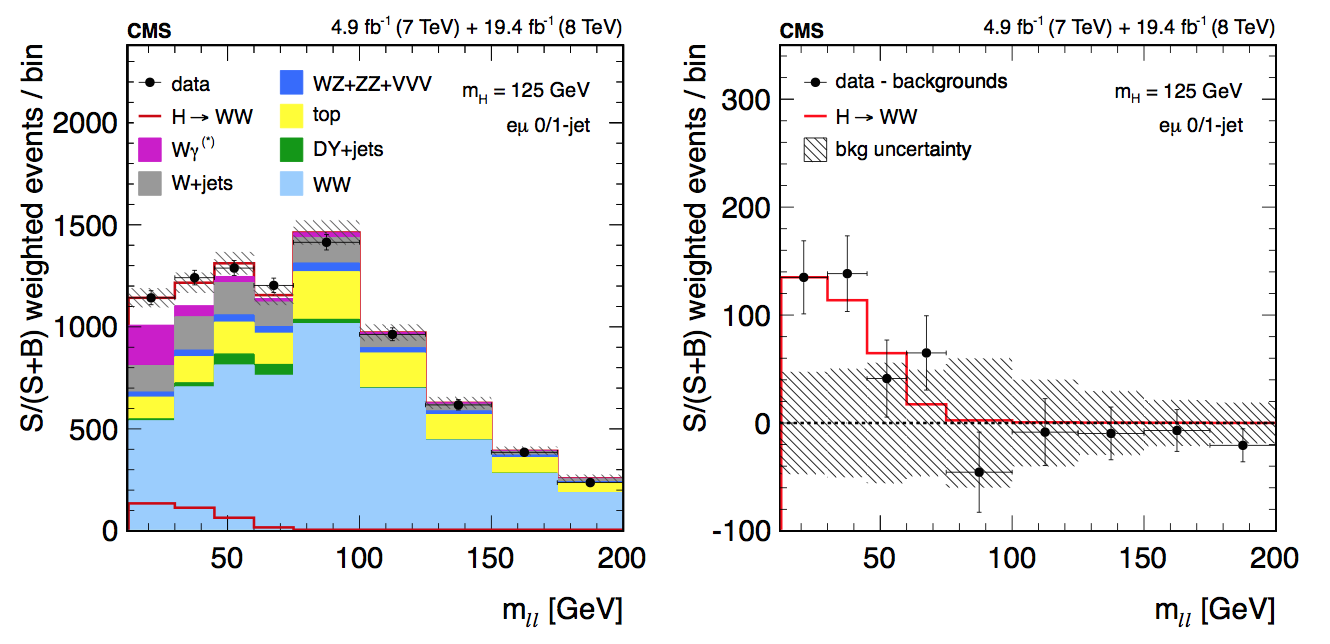 CMS 4.9 fb⁻¹ (7 TeV) + 19.4 fb⁻¹ (8 TeV)
S/(S+B) weighted events / bin
data
H → WW
Wγ(*)
W+jets
WZ+ZZ+VVV
top
DY+jets
WW
mH = 125 GeV
eμ 0/1-jet
2000
1500
1000
500
0
50 100 150 200
mll [GeV]
CMS 4.9 fb⁻¹ (7 TeV) + 19.4 fb⁻¹ (8 TeV)
S/(S+B) weighted events / bin
data - backgrounds
H → WW
bkg uncertainty
mH = 125 GeV
eμ 0/1-jet
300
200
100
0
-100
50 100 150 200
mll [GeV]